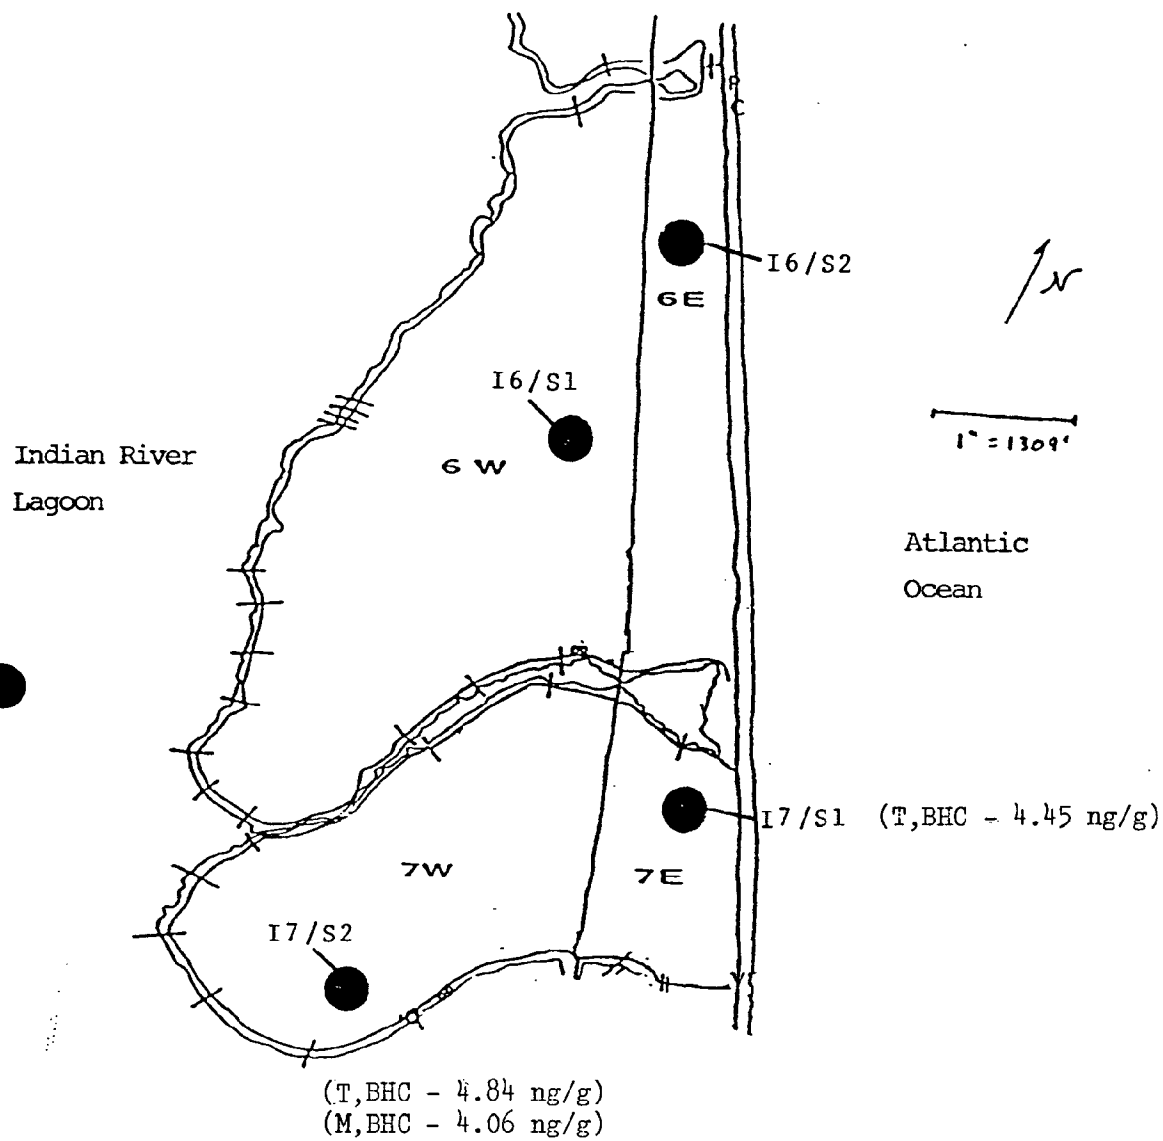 P
C
I6/S2
6E
N
I6/S1
1" = 1309'
Indian River
Lagoon
6 W
Atlantic
Ocean
I7/S1 (T,BHC - 4.45 ng/g)
7W
7E
I7/S2
(T,BHC - 4.84 ng/g)
(M,BHC - 4.06 ng/g)